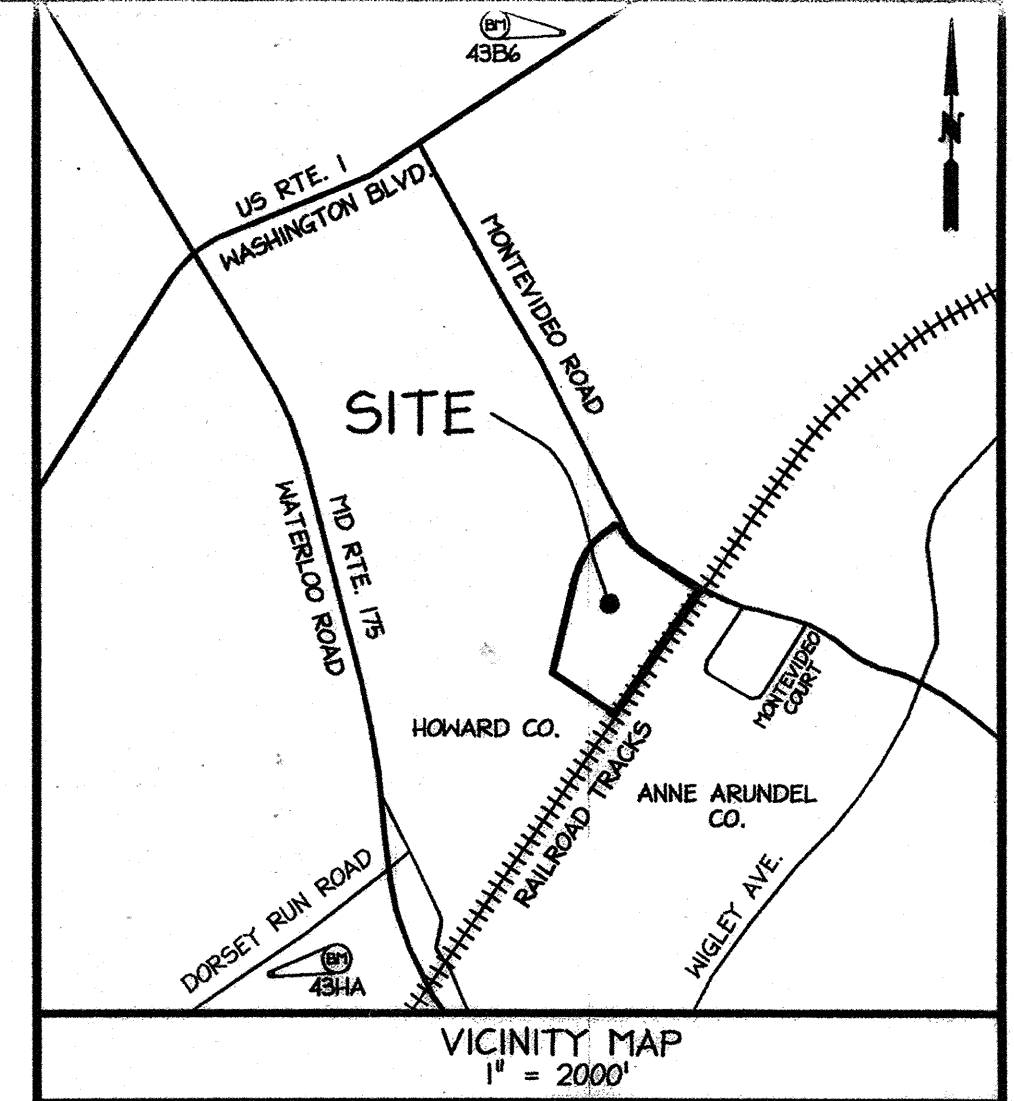 BM
43B6
N
US RTE. 1
WASHINGTON BLVD.
MONTEVIDEO ROAD
SITE
MD RTE. 175
WATERLOO ROAD
MONTEVIDEO
COURT
HOWARD CO.
RAILROAD TRACKS
ANNE ARUNDEL
CO.
DORSEY RUN ROAD
WIGLEY AVE.
BM
43HA
VICINITY MAP
1" = 2000'